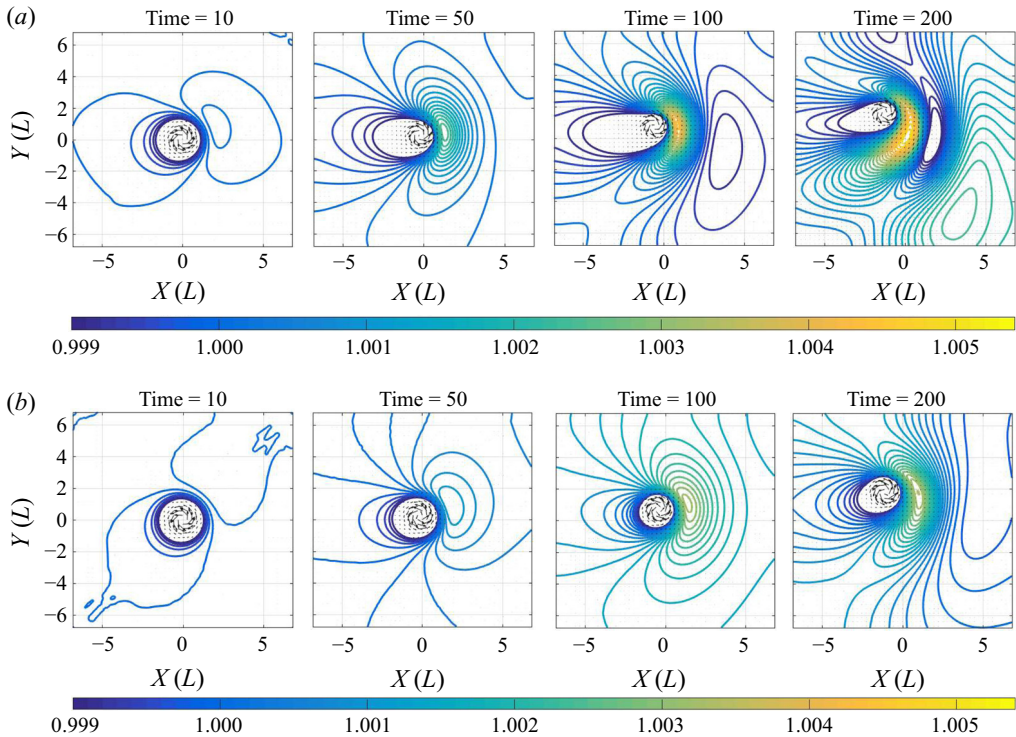 (a) Time = 10 Time = 50 Time = 100 Time = 200
6
4
2
0
−2
−4
−6
Y (L)
−5 0 5 −5 0 5 −5 0 5 −5 0 5
X (L) X (L) X (L) X (L)
0.999 1.000 1.001 1.002 1.003 1.004 1.005
(b) Time = 10 Time = 50 Time = 100 Time = 200
6
4
2
0
−2
−4
−6
Y (L)
−5 0 5 −5 0 5 −5 0 5 −5 0 5
X (L) X (L) X (L) X (L)
0.999 1.000 1.001 1.002 1.003 1.004 1.005